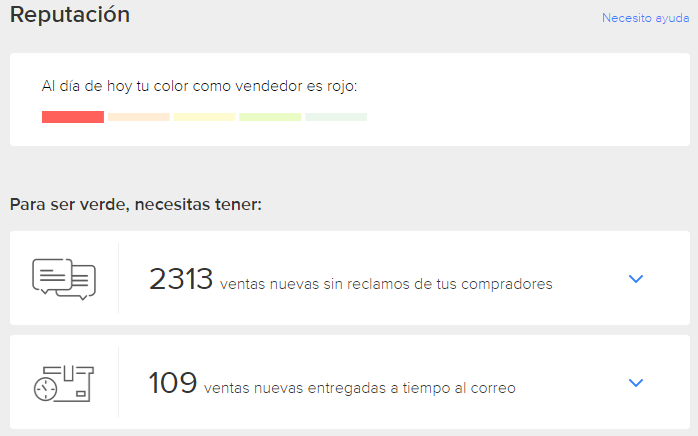 Reputación
Necesito ayuda
Al día de hoy tu color como vendedor es rojo:
Para ser verde, necesitas tener:
2313 ventas nuevas sin reclamos de tus compradores
109 ventas nuevas entregadas a tiempo al correo